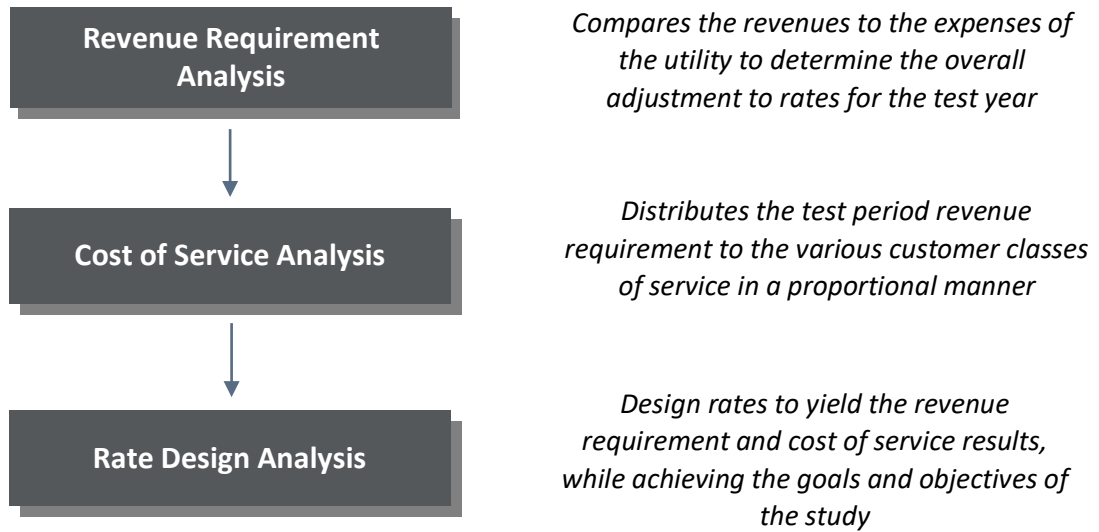 Revenue Requirement
Analysis
Compares the revenues to the expenses of
the utility to determine the overall
adjustment to rates for the test year
Cost of Service Analysis
Distributes the test period revenue
requirement to the various customer classes
of service in a proportional manner
Rate Design Analysis
Design rates to yield the revenue
requirement and cost of service results,
while achieving the goals and objectives of
the study